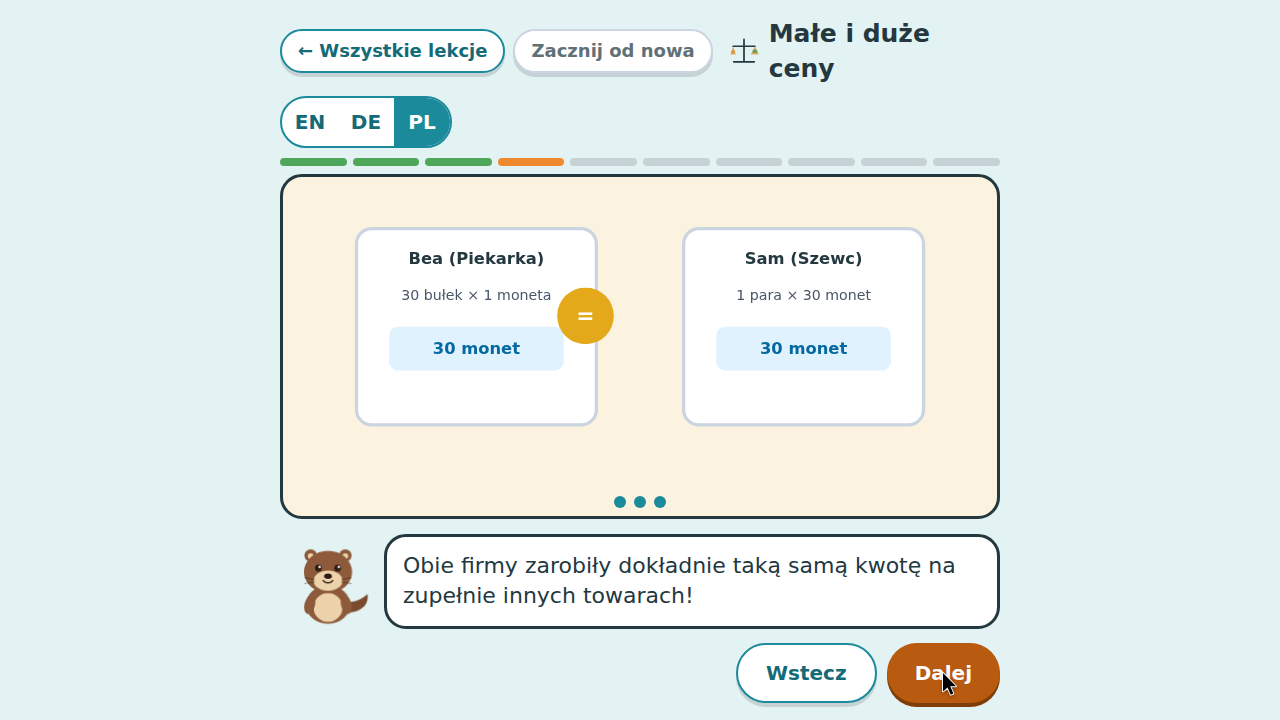 ← Wszystkie lekcje
Zacznij od nowa
Małe i duże
ceny
EN DE PL
Bea (Piekarka)
30 bułek × 1 moneta
30 monet
=
Sam (Szewc)
1 para × 30 monet
30 monet
Obie firmy zarobiły dokładnie taką samą kwotę na
zupełnie innych towarach!
Wstecz
Dalej